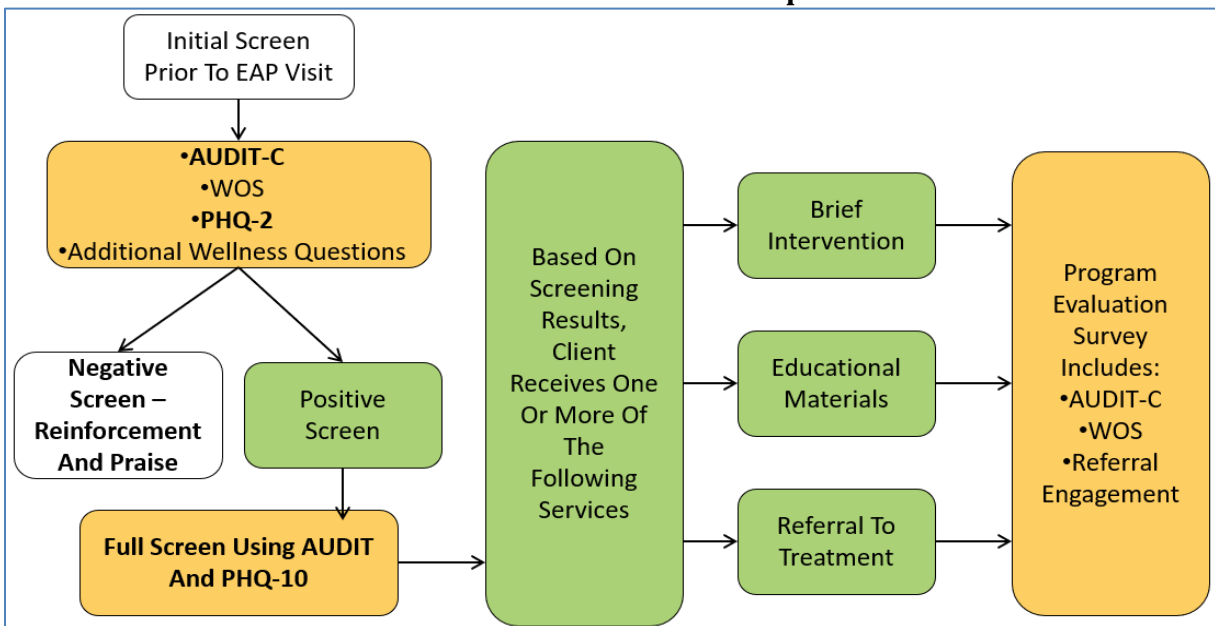 Initial Screen
Prior To EAP Visit
•AUDIT-C
•WOS
•PHQ-2
•Additional Wellness Questions
Negative
Screen –
Reinforcement
And Praise
Positive
Screen
Full Screen Using AUDIT
And PHQ-10
Based On
Screening
Results,
Client
Receives One
Or More Of
The
Following
Services
Brief
Intervention
Educational
Materials
Referral To
Treatment
Program
Evaluation
Survey
Includes:
•AUDIT-C
•WOS
•Referral
Engagement